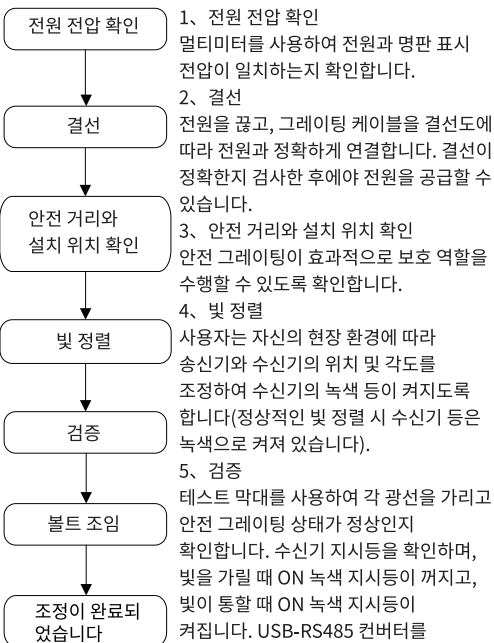 전원 전압 확인
결선
안전 거리와
설치 위치 확인
빛 정렬
검증
볼트 조임
조정이 완료되
었습니다
1、전원 전압 확인
멀티미터를 사용하여 전원과 명판 표시
전압이 일치하는지 확인합니다.
2、결선
전원을 끊고, 그레이팅 케이블을 결선도에
따라 전원과 정확하게 연결합니다. 결선이
정확한지 검사한 후에야 전원을 공급할 수
있습니다.
3、안전 거리와 설치 위치 확인
안전 그레이팅이 효과적으로 보호 역할을
수행할 수 있도록 확인합니다.
4、빛 정렬
사용자는 자신의 현장 환경에 따라
송신기와 수신기의 위치 및 각도를
조정하여 수신기의 녹색 등이 켜지도록
합니다(정상적인 빛 정렬 시 수신기 등은
녹색으로 켜져 있습니다).
5、검증
테스트 막대를 사용하여 각 광선을 가리고
안전 그레이팅 상태가 정상인지
확인합니다. 수신기 지시등을 확인하며,
빛을 가릴 때 ON 녹색 지시등이 꺼지고,
빛이 통할 때 ON 녹색 지시등이
켜집니다. USB-RS485 컨버터를